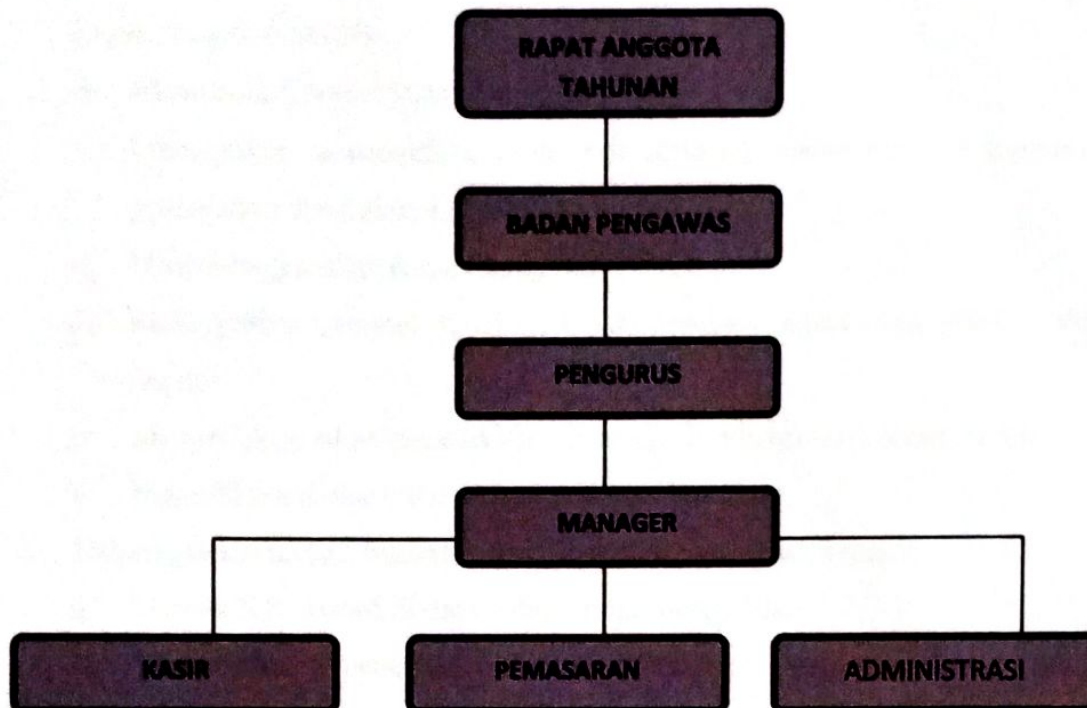 RAPAT ANGGOTA
TAHUNAN
BADAN PENGAWAS
PENGURUS
MANAGER
KASIR
PEMASARAN
ADMINISTRASI